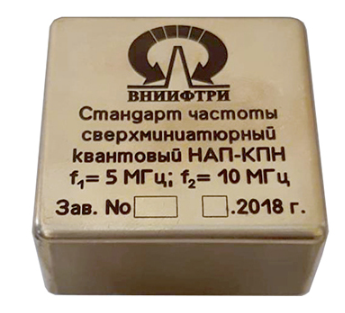 ВНИИФТРИ
Стандарт частоты
сверхминиатюрный
квантовый НАП-КПН
f₁= 5 МГц; f₂= 10 МГц
Зав. No .2018 г.